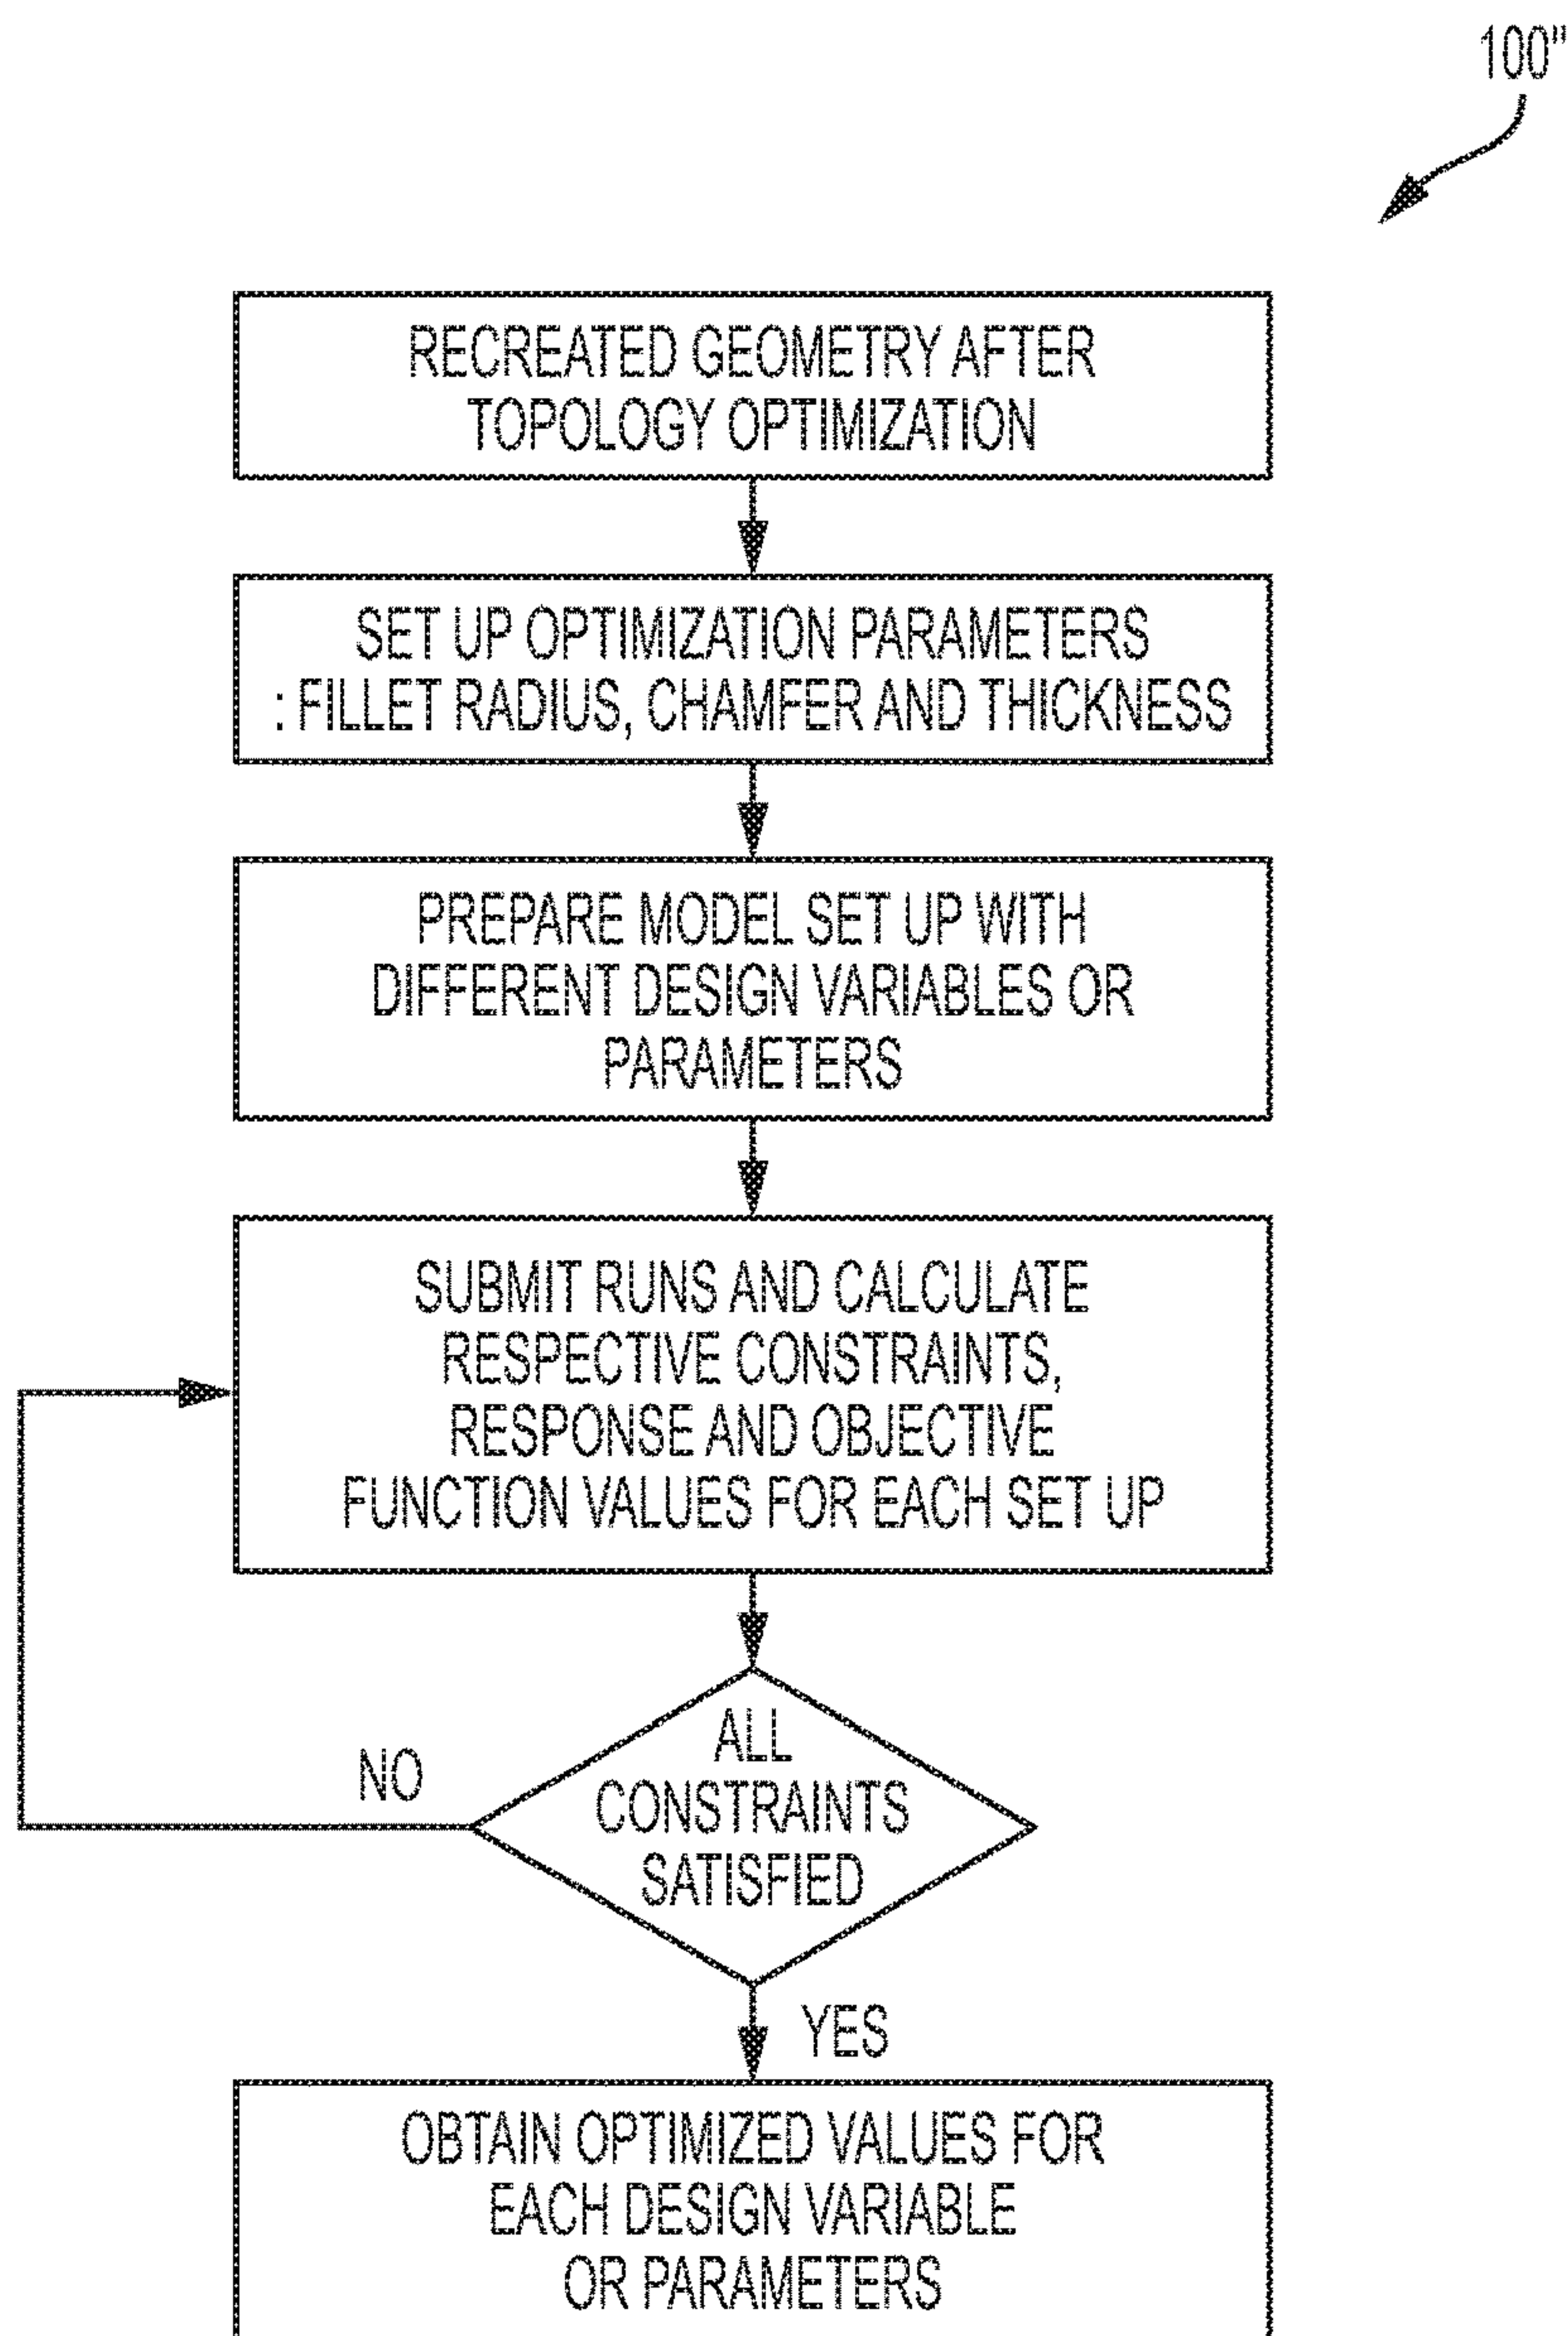 100"
RECREATED GEOMETRY AFTER
TOPOLOGY OPTIMIZATION
SET UP OPTIMIZATION PARAMETERS
: FILLET RADIUS, CHAMFER AND THICKNESS
PREPARE MODEL SET UP WITH
DIFFERENT DESIGN VARIABLES OR
PARAMETERS
SUBMIT RUNS AND CALCULATE
RESPECTIVE CONSTRAINTS,
RESPONSE AND OBJECTIVE
FUNCTION VALUES FOR EACH SET UP
NO
ALL
CONSTRAINTS
SATISFIED
YES
OBTAIN OPTIMIZED VALUES FOR
EACH DESIGN VARIABLE
OR PARAMETERS